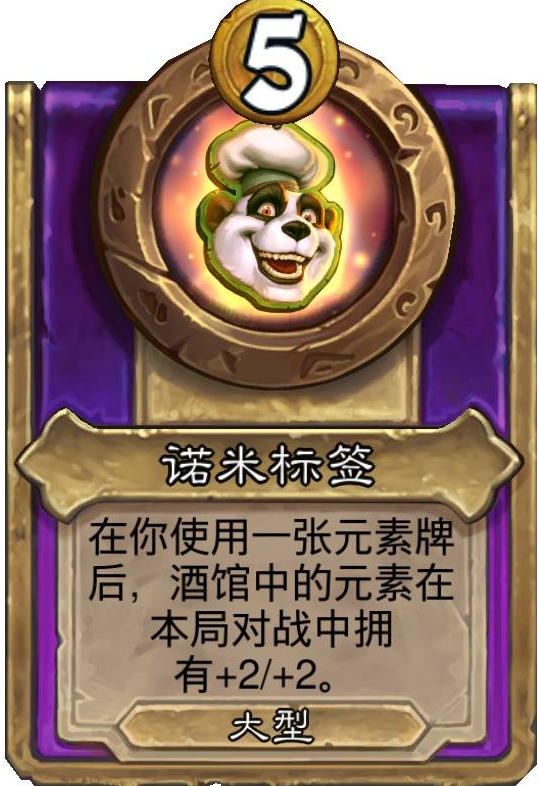 5
诺米标签
在你使用一张元素牌
后，酒馆中的元素在
本局对战中拥
有+2/+2。
大型